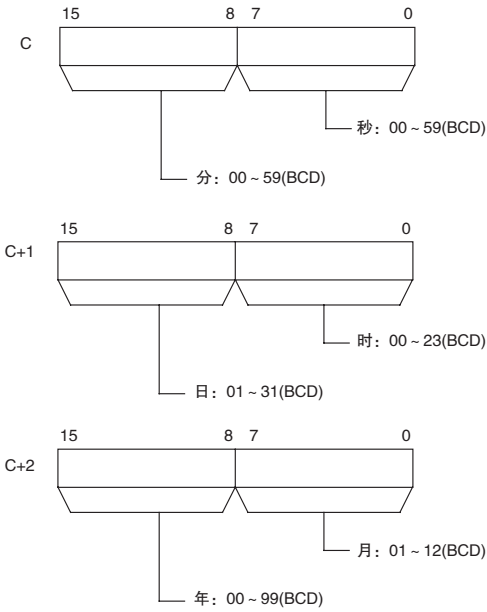 15 8 7 0
C
秒：00 ~ 59(BCD)
分：00 ~ 59(BCD)
15 8 7 0
C+1
时：00 ~ 23(BCD)
日：01 ~ 31(BCD)
15 8 7 0
C+2
月：01 ~ 12(BCD)
年：00 ~ 99(BCD)